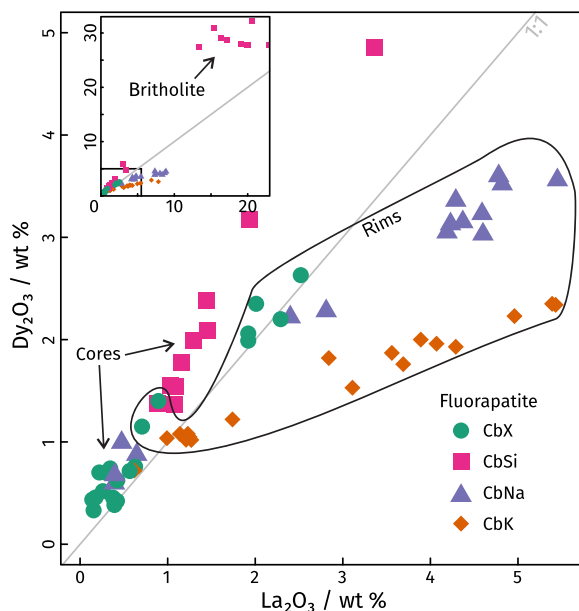 1:1
0 10 20
0 10 20 30
Britholite
Rims
Cores
Fluorapatite
CbX
CbSi
CbNa
CbK
0 1 2 3 4 5
Dy₂O₃ / wt %
0 1 2 3 4 5
La₂O₃ / wt %